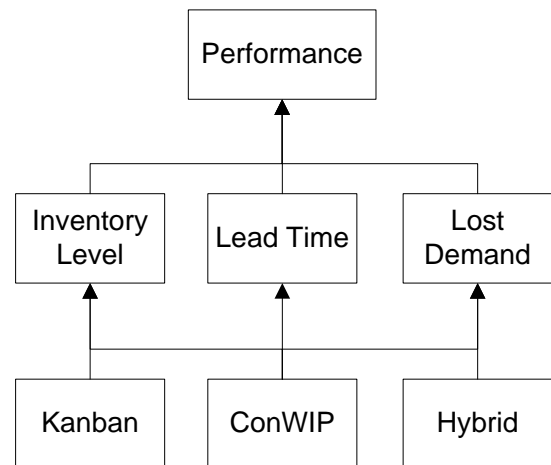 Performance
Inventory
Level
Lead Time
Lost
Demand
Kanban
ConWIP
Hybrid